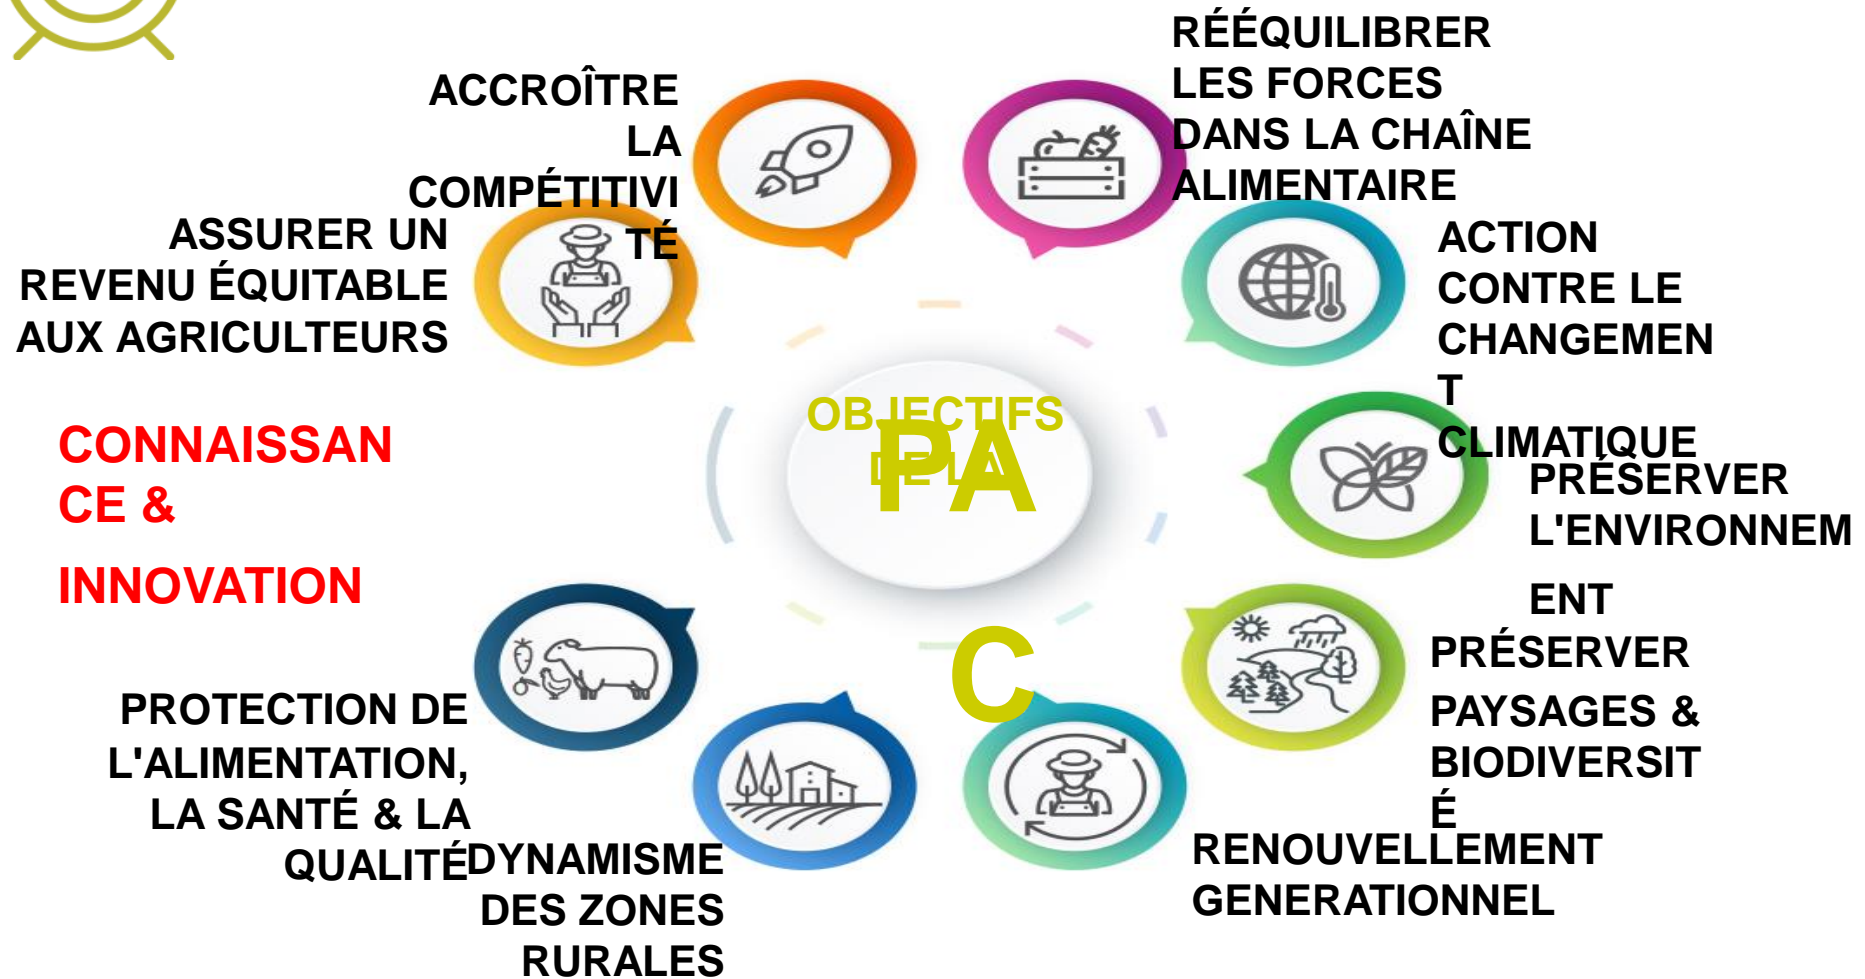 RÉÉQUILIBRER
LES FORCES
DANS LA CHAÎNE
ALIMENTAIRE
ACCROÎTRE
LA
COMPÉTITIVI
TÉ
ASSURER UN
REVENU ÉQUITABLE
AUX AGRICULTEURS
ACTION
CONTRE LE
CHANGEMEN
T
CLIMATIQUE
OBJECTIFS
DE LA
PA
C
CONNAISSAN
CE &
INNOVATION
PRÉSERVER
L'ENVIRONNEM
ENT
PRÉSERVER
PAYSAGES &
BIODIVERSIT
É
PROTECTION DE
L'ALIMENTATION,
LA SANTÉ & LA
QUALITÉ
DYNAMISME
DES ZONES
RURALES
RENOUVELLEMENT
GENERATIONNEL